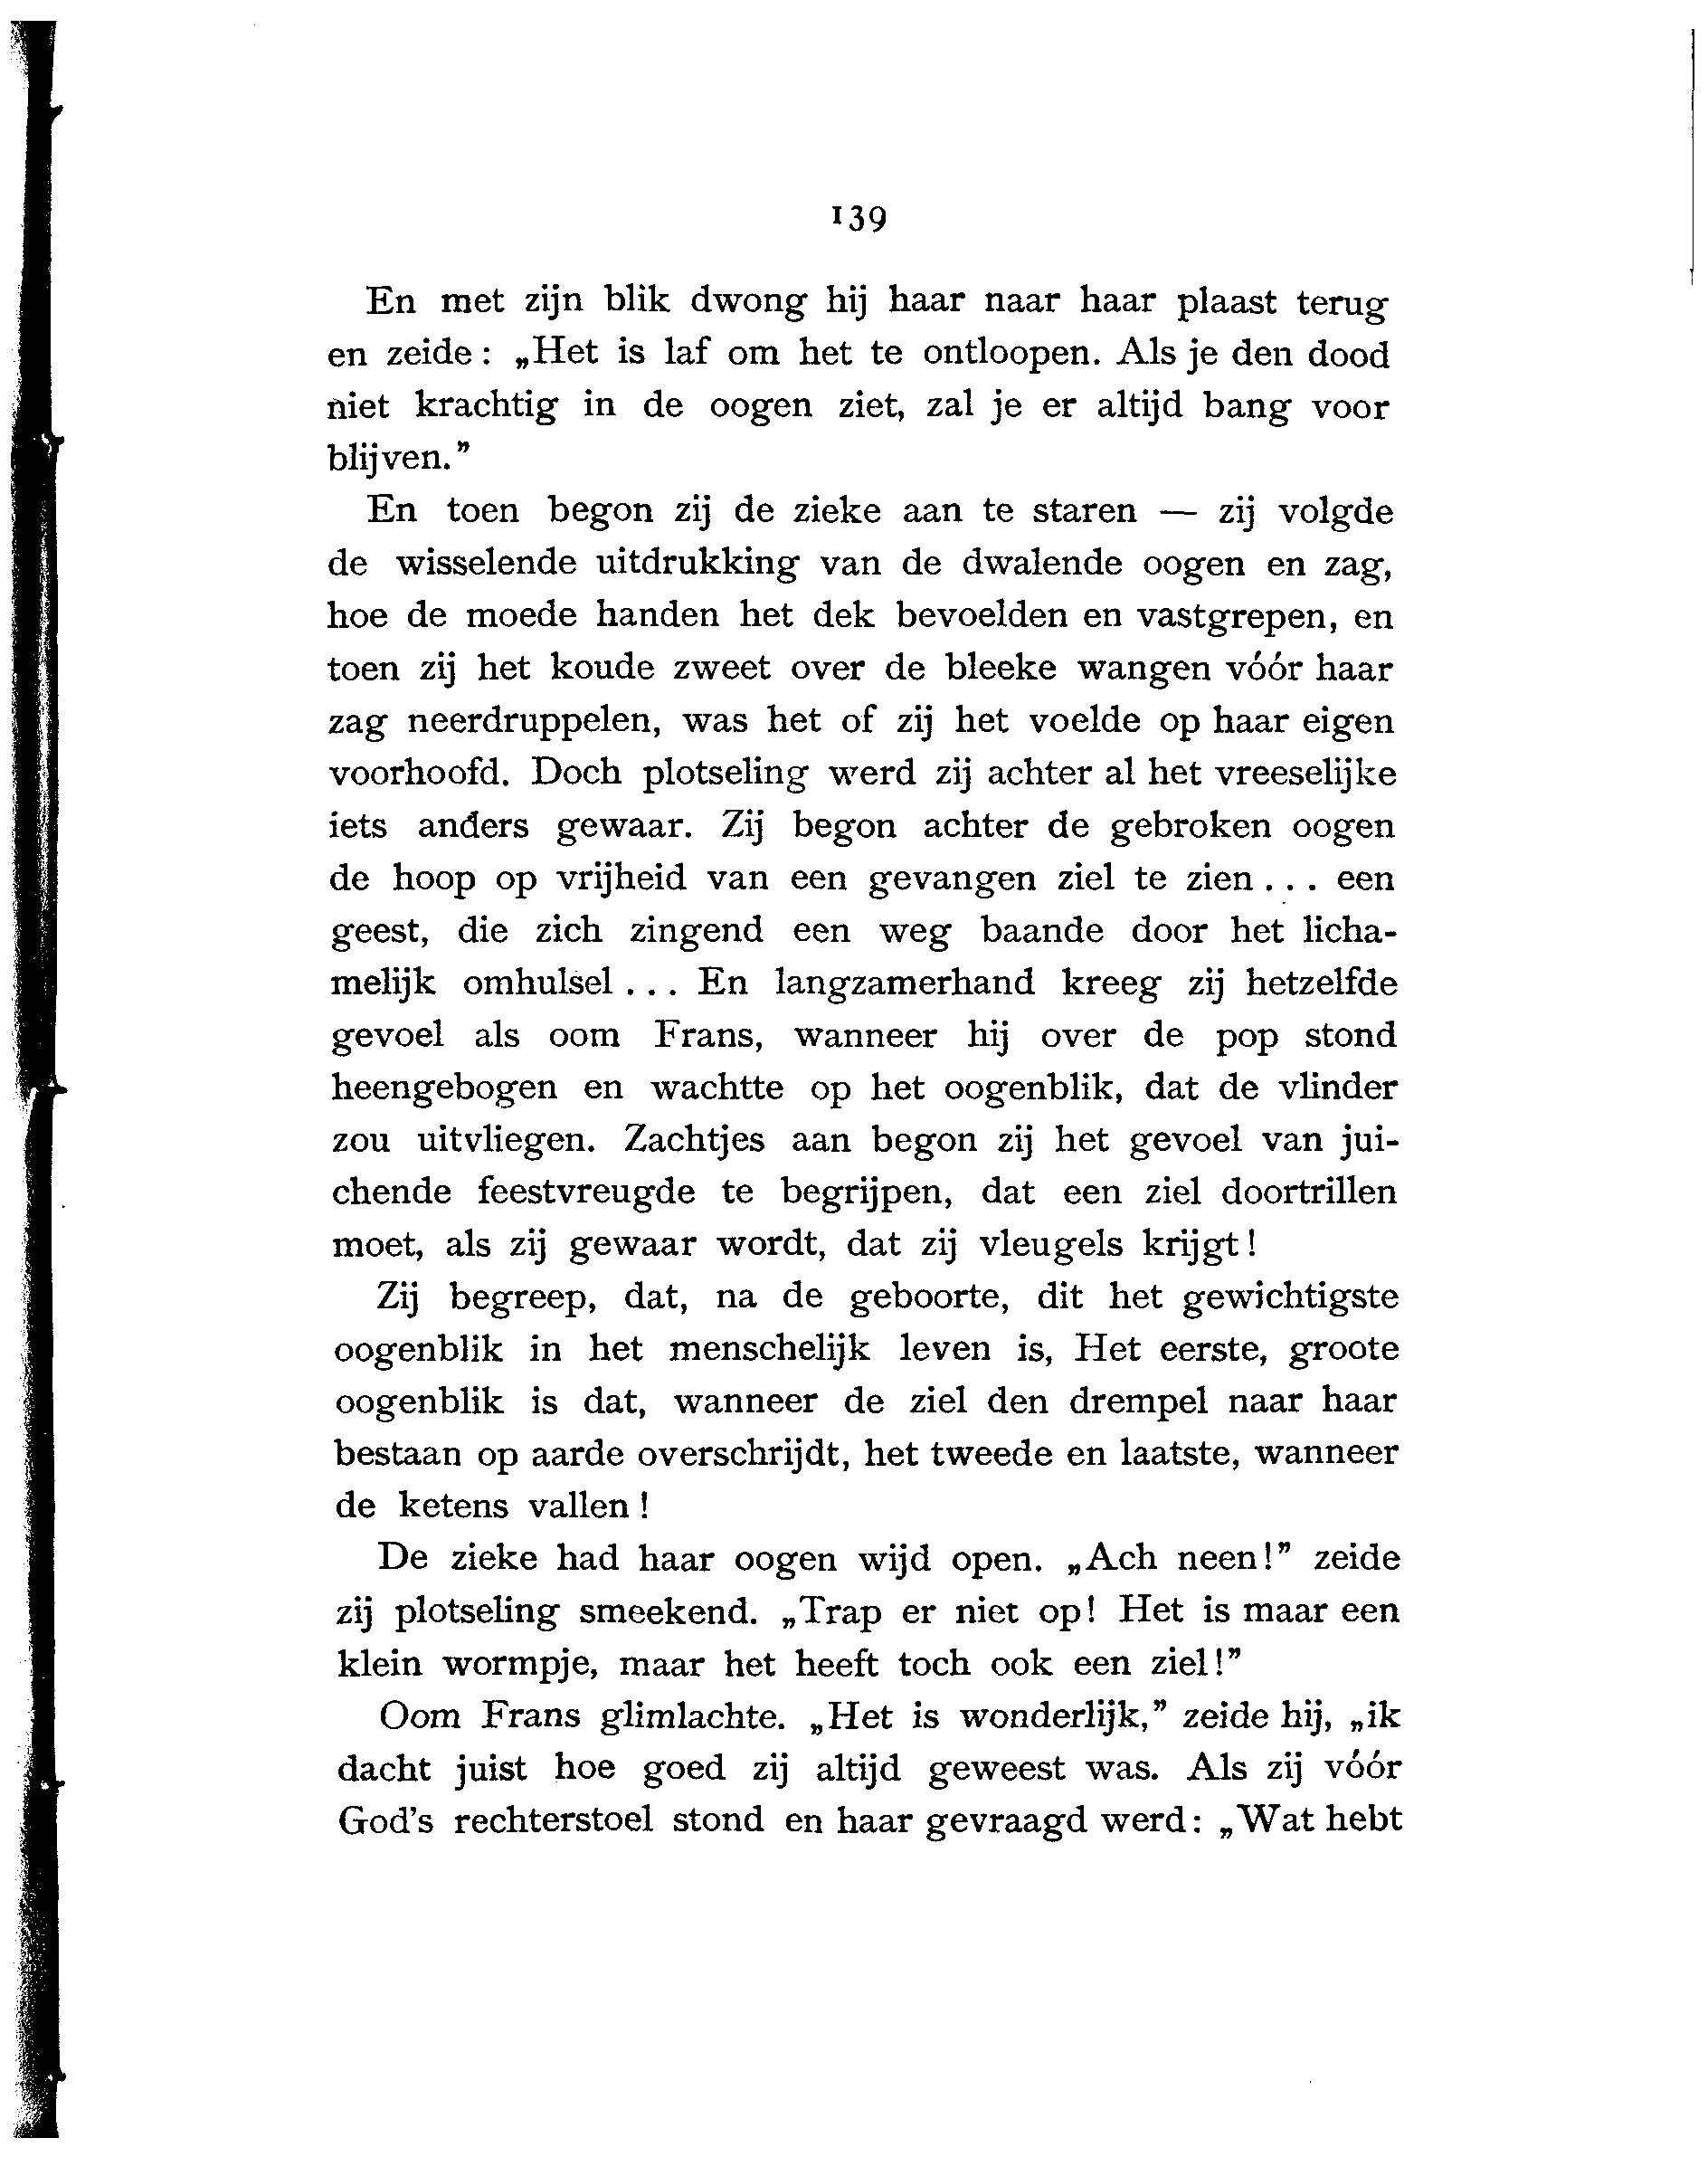 139
En met zijn blik dwong hij haar naar haar plaast terug
en zeide: „Het is laf om het te ontloopen. Als je den dood
niet krachtig in de oogen ziet, zal je er altijd bang voor
blijven.”
En toen begon zij de zieke aan te staren — zij volgde
de wisselende uitdrukking van de dwalende oogen en zag,
hoe de moede handen het dek bevoelden en vastgrepen, en
toen zij het koude zweet over de bleeke wangen vóór haar
zag neerdruppelen, was het of zij het voelde op haar eigen
voorhoofd. Doch plotseling werd zij achter al het vreeselijke
iets anders gewaar. Zij begon achter de gebroken oogen
de hoop op vrijheid van een gevangen ziel te zien... een
geest, die zich zingend een weg baande door het licha-
melijk omhulsel... En langzamerhand kreeg zij hetzelfde
gevoel als oom Frans, wanneer hij over de pop stond
heengebogen en wachtte op het oogenblik, dat de vlinder
zou uitvliegen. Zachtjes aan begon zij het gevoel van jui-
chende feestvreugde te begrijpen, dat een ziel doortrillen
moet, als zij gewaar wordt, dat zij vleugels krijgt!
Zij begreep, dat, na de geboorte, dit het gewichtigste
oogenblik in het menschelijk leven is, Het eerste, groote
oogenblik is dat, wanneer de ziel den drempel naar haar
bestaan op aarde overschrijdt, het tweede en laatste, wanneer
de ketens vallen!
De zieke had haar oogen wijd open. „Ach neen!” zeide
zij plotseling smeekend. „Trap er niet op! Het is maar een
klein wormpje, maar het heeft toch ook een ziel!”
Oom Frans glimlachte. „Het is wonderlijk,” zeide hij, „ik
dacht juist hoe goed zij altijd geweest was. Als zij vóór
God's rechterstoel stond en haar gevraagd werd: „Wat hebt